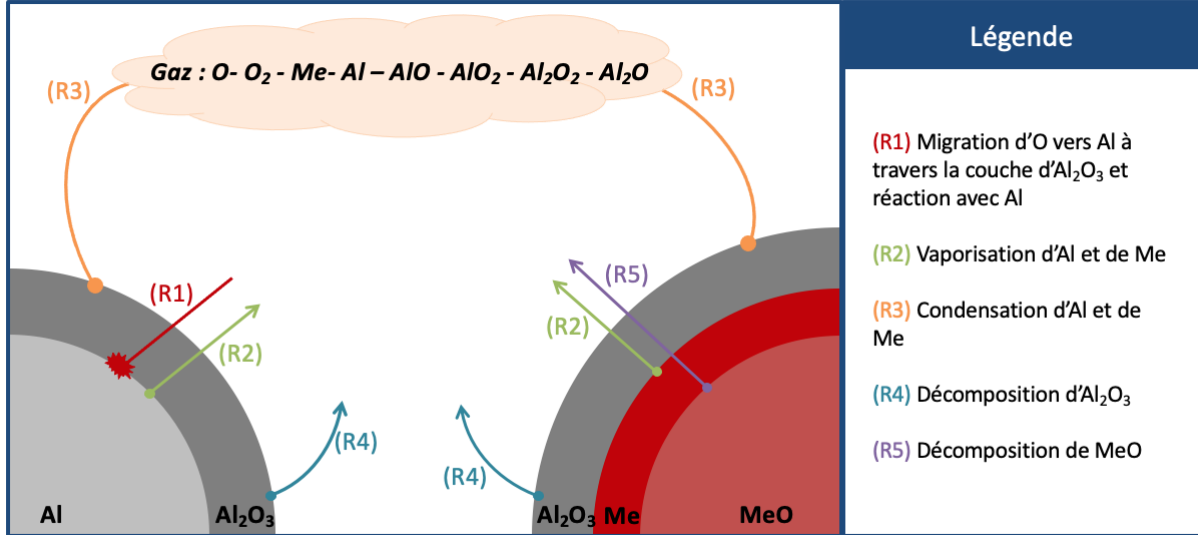 Gaz : O- O₂ - Me- Al – AlO - AlO₂ - Al₂O₂ - Al₂O
(R3)
(R3)
(R1)
(R2)
(R4)
(R5)
(R2)
(R4)
Al
Al₂O₃
Al₂O₃
Me
MeO
Légende
(R1) Migration d'O vers Al à
travers la couche d'Al₂O₃ et
réaction avec Al
(R2) Vaporisation d'Al et de Me
(R3) Condensation d'Al et de
Me
(R4) Décomposition d'Al₂O₃
(R5) Décomposition de MeO